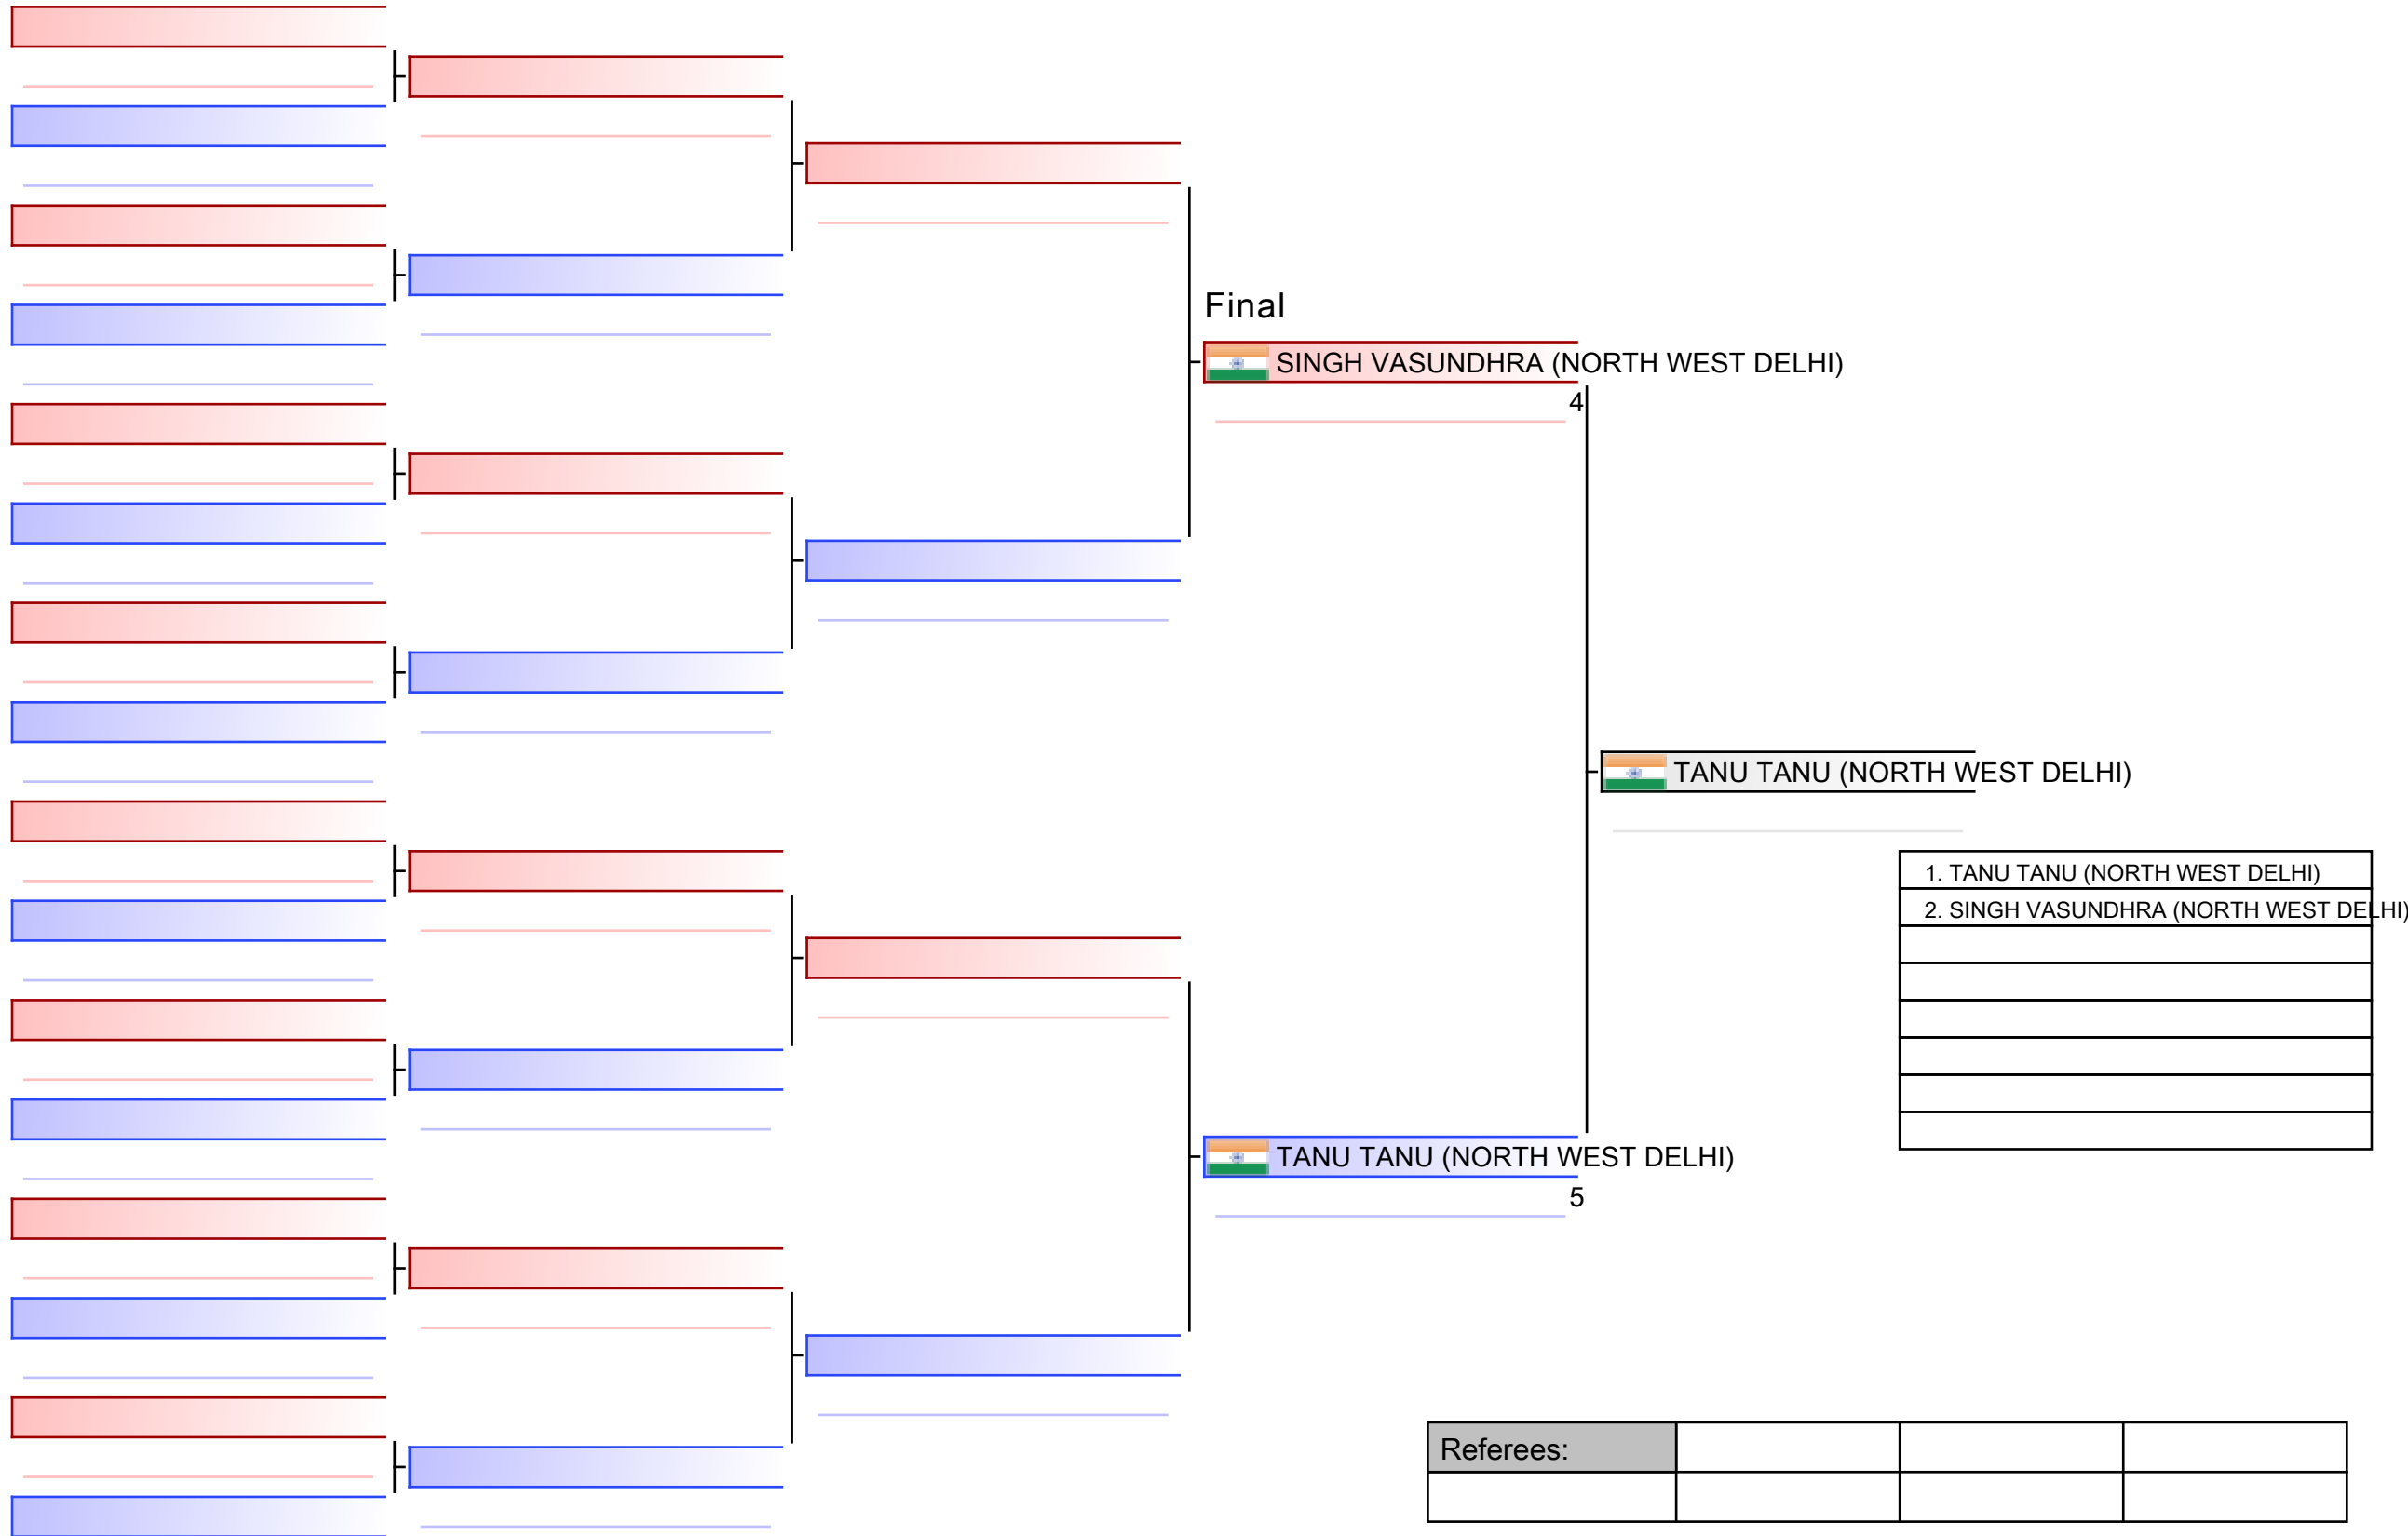 Final
SINGH VASUNDHRA (NORTH WEST DELHI)
4
TANU TANU (NORTH WEST DELHI)
1. TANU TANU (NORTH WEST DELHI)
2. SINGH VASUNDHRA (NORTH WEST DELHI)
TANU TANU (NORTH WEST DELHI)
5
Referees: